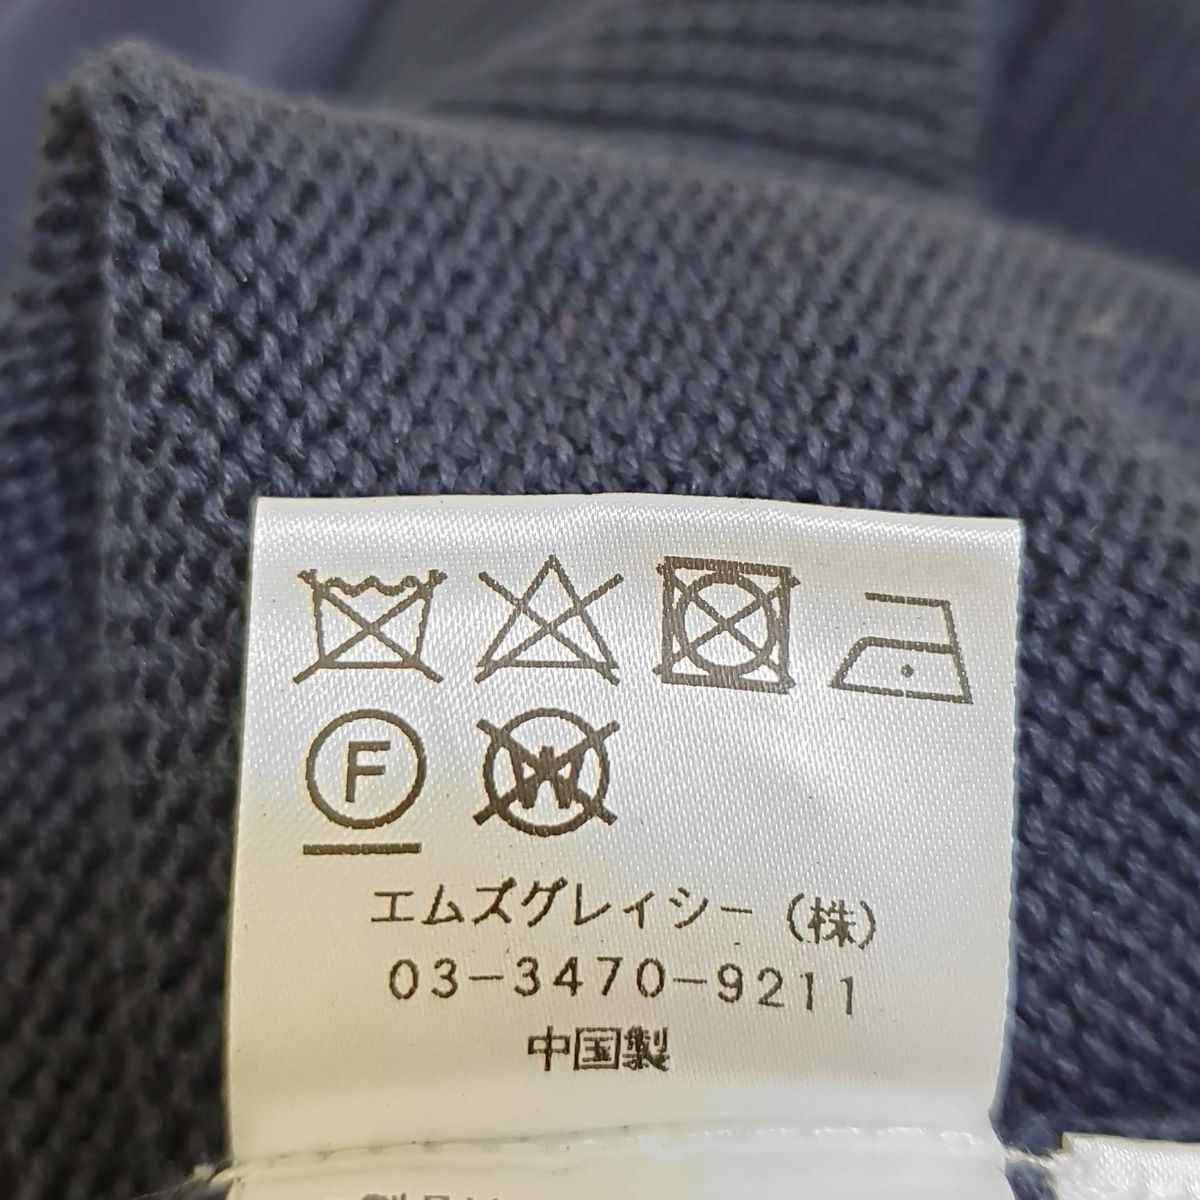 F W
エムズグレイシー（株）
03-3470-9211
中国製